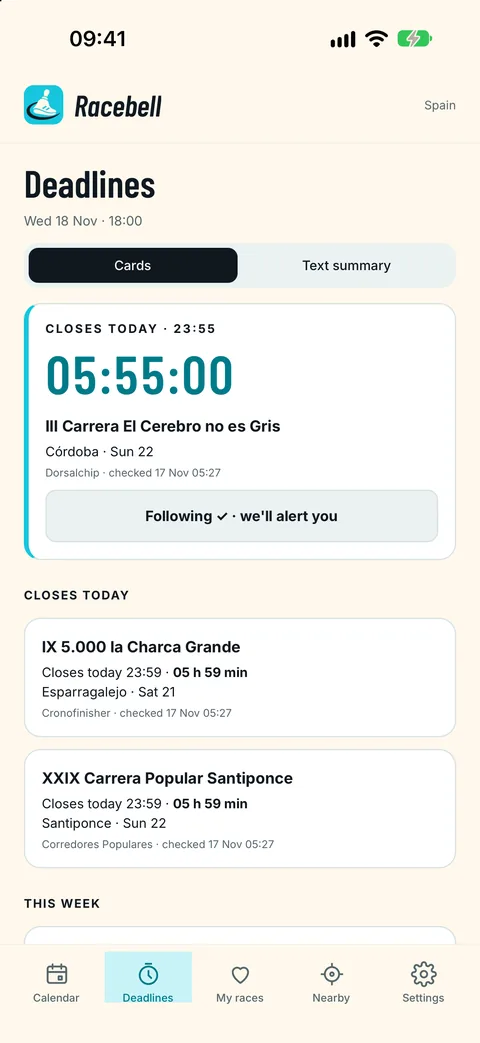 09:41
Racebell
Spain
Deadlines
Wed 18 Nov · 18:00
Cards
Text summary
CLOSES TODAY · 23:55
05:55:00
III Carrera El Cerebro no es Gris
Córdoba · Sun 22
Dorsalchip · checked 17 Nov 05:27
Following ✓ · we'll alert you
CLOSES TODAY
IX 5.000 la Charca Grande
Closes today 23:59 · 05 h 59 min
Esparragalejo · Sat 21
Cronofinisher · checked 17 Nov 05:27
XXIX Carrera Popular Santiponce
Closes today 23:59 · 05 h 59 min
Santiponce · Sun 22
Corredores Populares · checked 17 Nov 05:27
THIS WEEK
Calendar
Deadlines
My races
Nearby
Settings